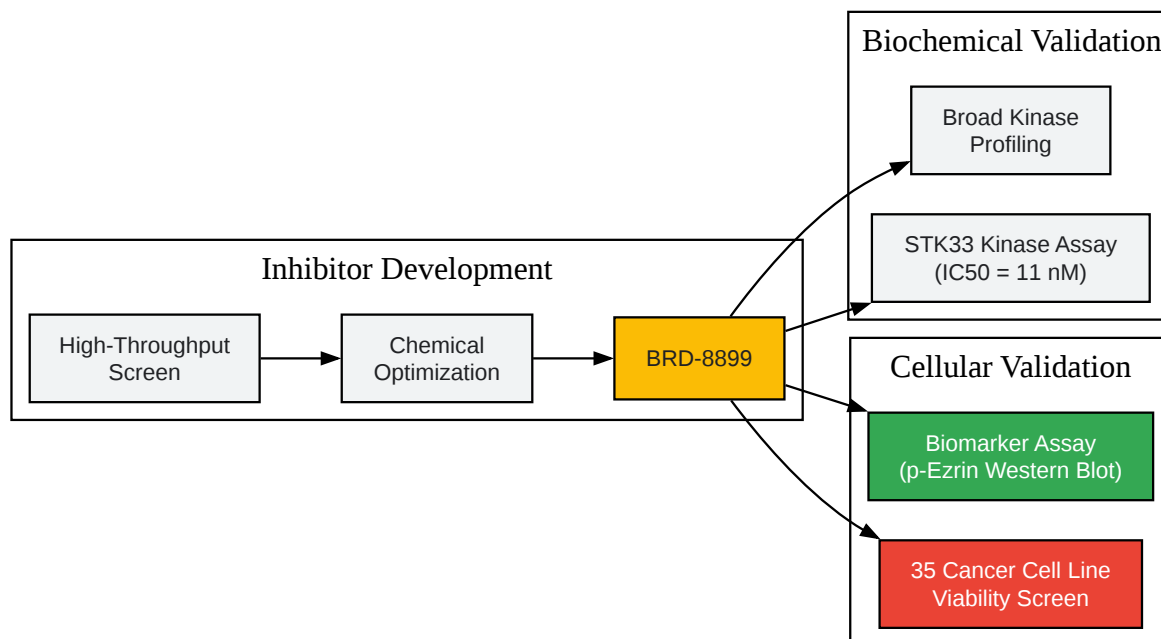 Inhibitor Development
High-Throughput
Screen
Chemical
Optimization
BRD-8899
Biochemical Validation
Broad Kinase
Profiling
STK33 Kinase Assay
(IC50 = 11 nM)
Cellular Validation
Biomarker Assay
(p-Ezrin Western Blot)
35 Cancer Cell Line
Viability Screen